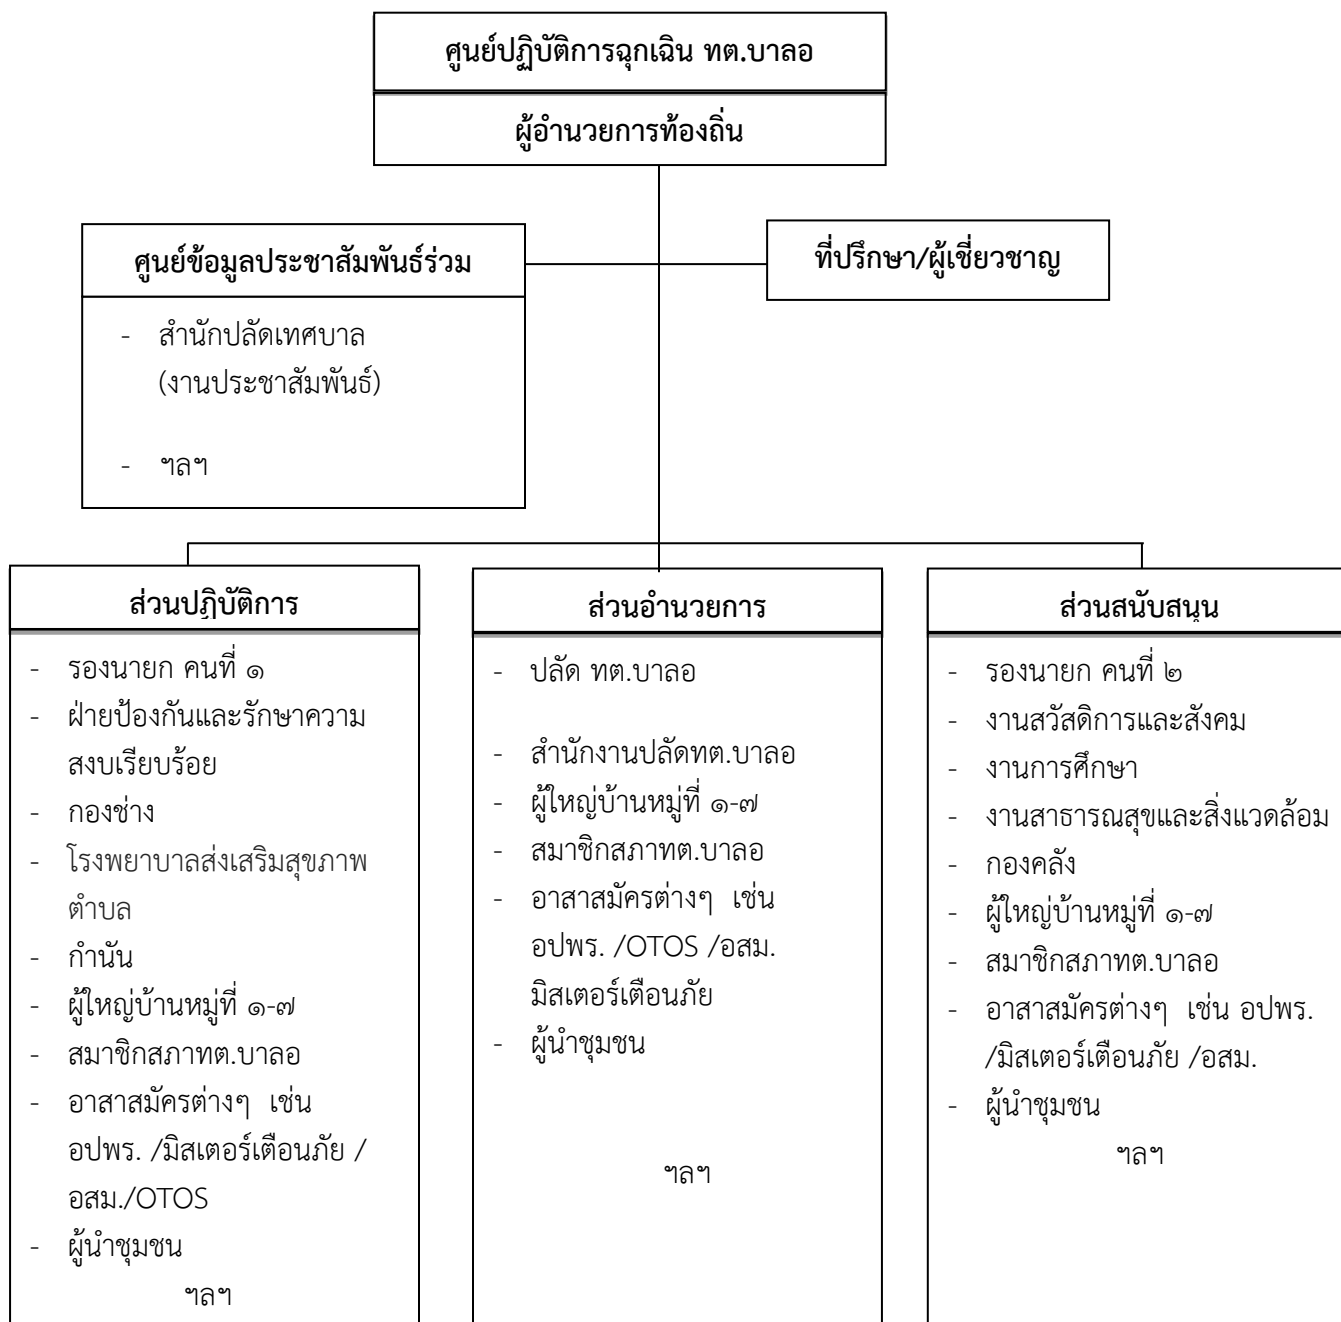 ศูนย์ปฏิบัติการฉุกเฉิน ทต.บาลอ
ผู้อำนวยการท้องถิ่น
ศูนย์ข้อมูลประชาสัมพันธ์ร่วม
- สำนักปลัดเทศบาล
(งานประชาสัมพันธ์)
- ฯลฯ
ที่ปรึกษา/ผู้เชี่ยวชาญ
ส่วนปฏิบัติการ
- รองนายก คนที่ ๑
- ฝ่ายป้องกันและรักษาความ
สงบเรียบร้อย
- กองช่าง
- โรงพยาบาลส่งเสริมสุขภาพ
ตำบล
- กำนัน
- ผู้ใหญ่บ้านหมู่ที่ ๑-๗
- สมาชิกสภาทต.บาลอ
- อาสาสมัครต่างๆ เช่น
อปพร. /มิสเตอร์เตือนภัย /
อสม./OTOS
- ผู้นำชุมชน
ฯลฯ
ส่วนอำนวยการ
- ปลัด ทต.บาลอ
- สำนักงานปลัดทต.บาลอ
- ผู้ใหญ่บ้านหมู่ที่ ๑-๗
- สมาชิกสภาทต.บาลอ
- อาสาสมัครต่างๆ เช่น
อปพร. /OTOS /อสม.
มิสเตอร์เตือนภัย
- ผู้นำชุมชน
ฯลฯ
ส่วนสนับสนุน
- รองนายก คนที่ ๒
- งานสวัสดิการและสังคม
- งานการศึกษา
- งานสาธารณสุขและสิ่งแวดล้อม
- กองคลัง
- ผู้ใหญ่บ้านหมู่ที่ ๑-๗
- สมาชิกสภาทต.บาลอ
- อาสาสมัครต่างๆ เช่น อปพร.
/มิสเตอร์เตือนภัย /อสม.
- ผู้นำชุมชน
ฯลฯ